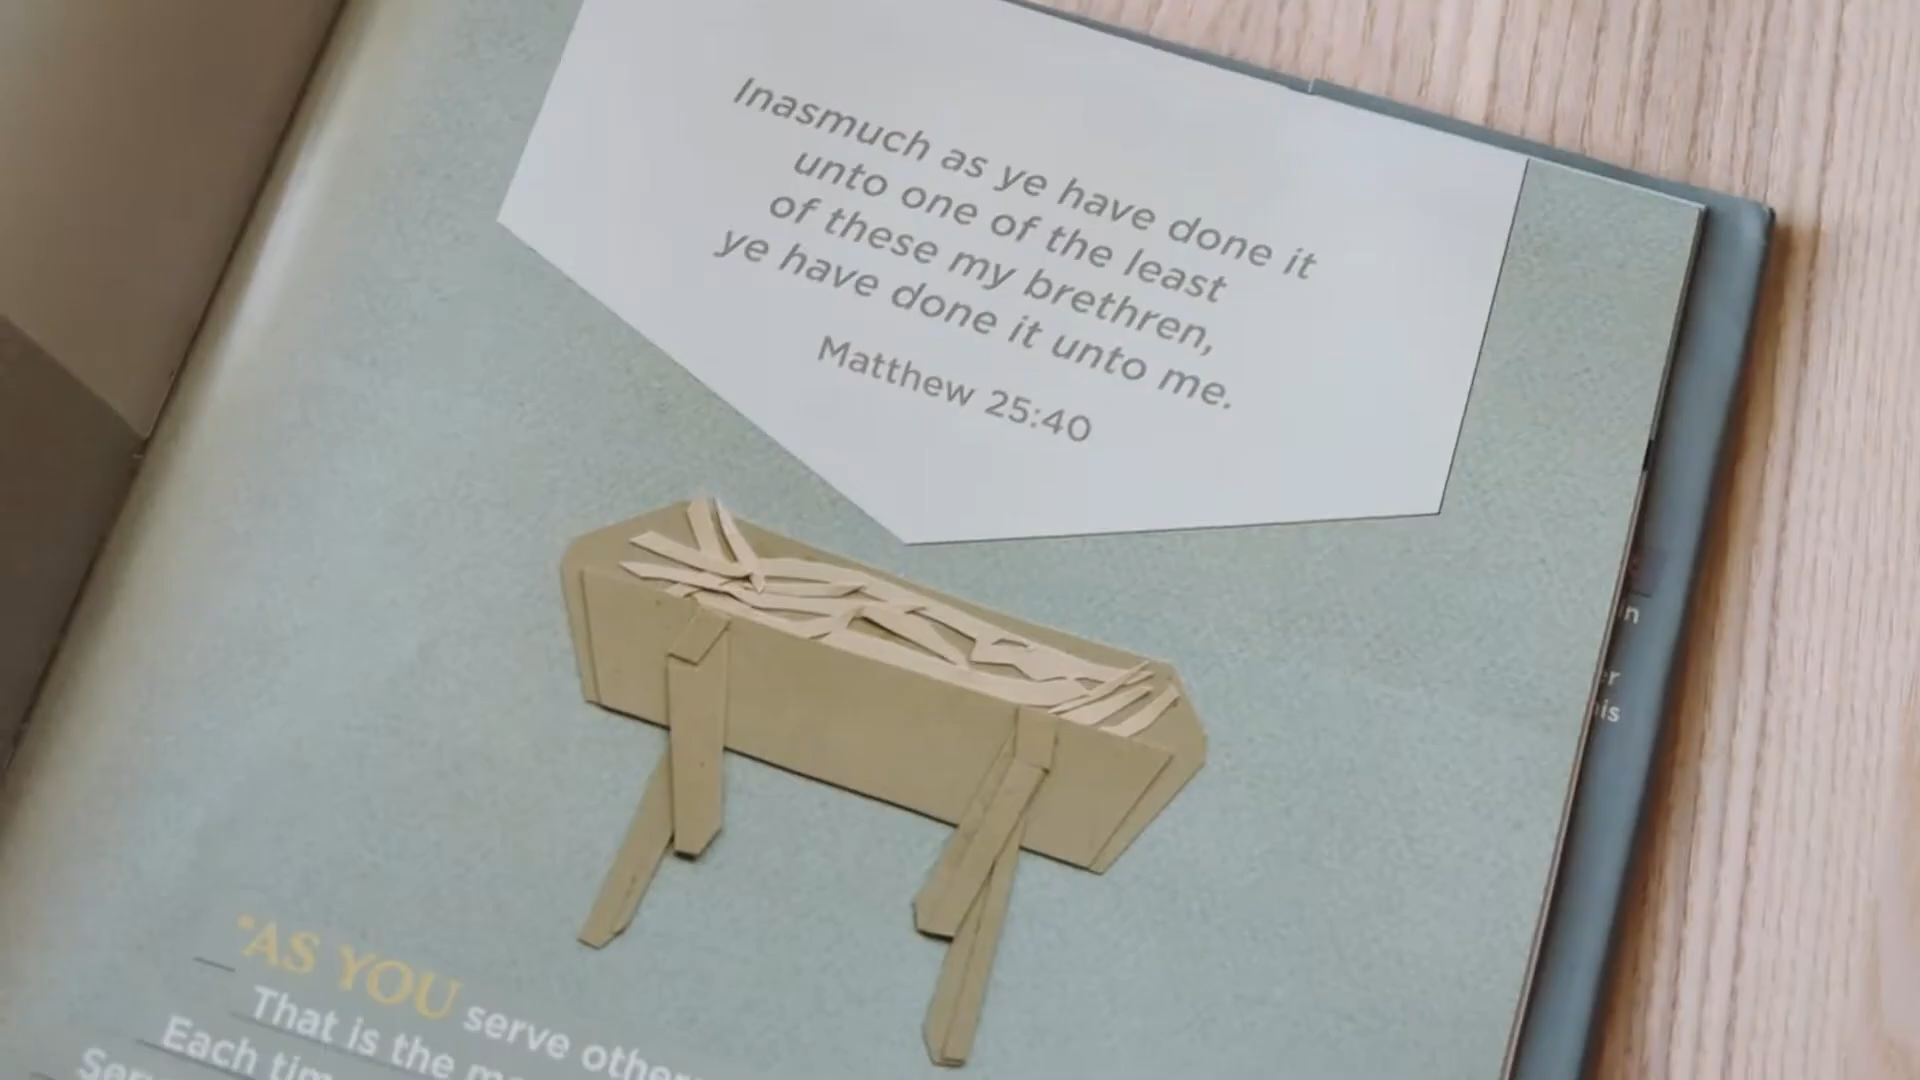 Inasmuch as ye have done it
unto one of the least
of these my brethren,
ye have done it unto me.
Matthew 25:40
"AS YOU serve
That is the
Each